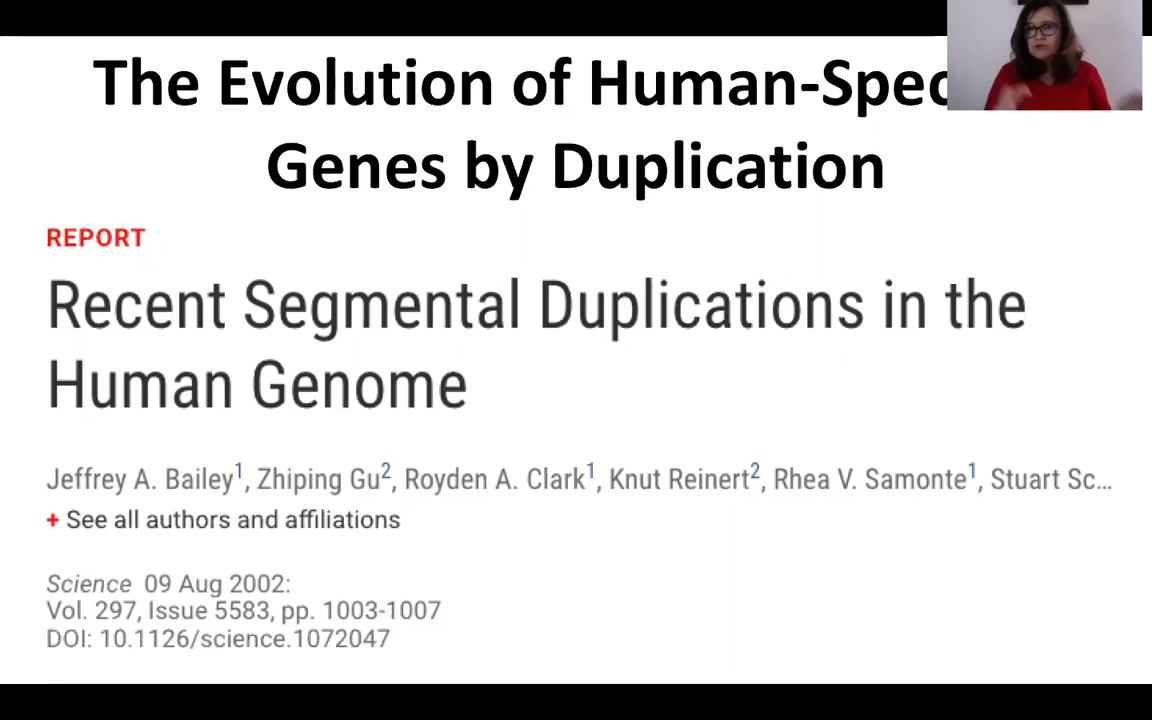 The Evolution of Human-Spec
Genes by Duplication
REPORT
Recent Segmental Duplications in the
Human Genome
Jeffrey A. Bailey1, Zhiping Gu2, Royden A. Clark1, Knut Reinert2, Rhea V. Samonte1, Stuart Sc...
+ See all authors and affiliations
Science 09 Aug 2002:
Vol. 297, Issue 5583, pp. 1003-1007
DOI: 10.1126/science.1072047